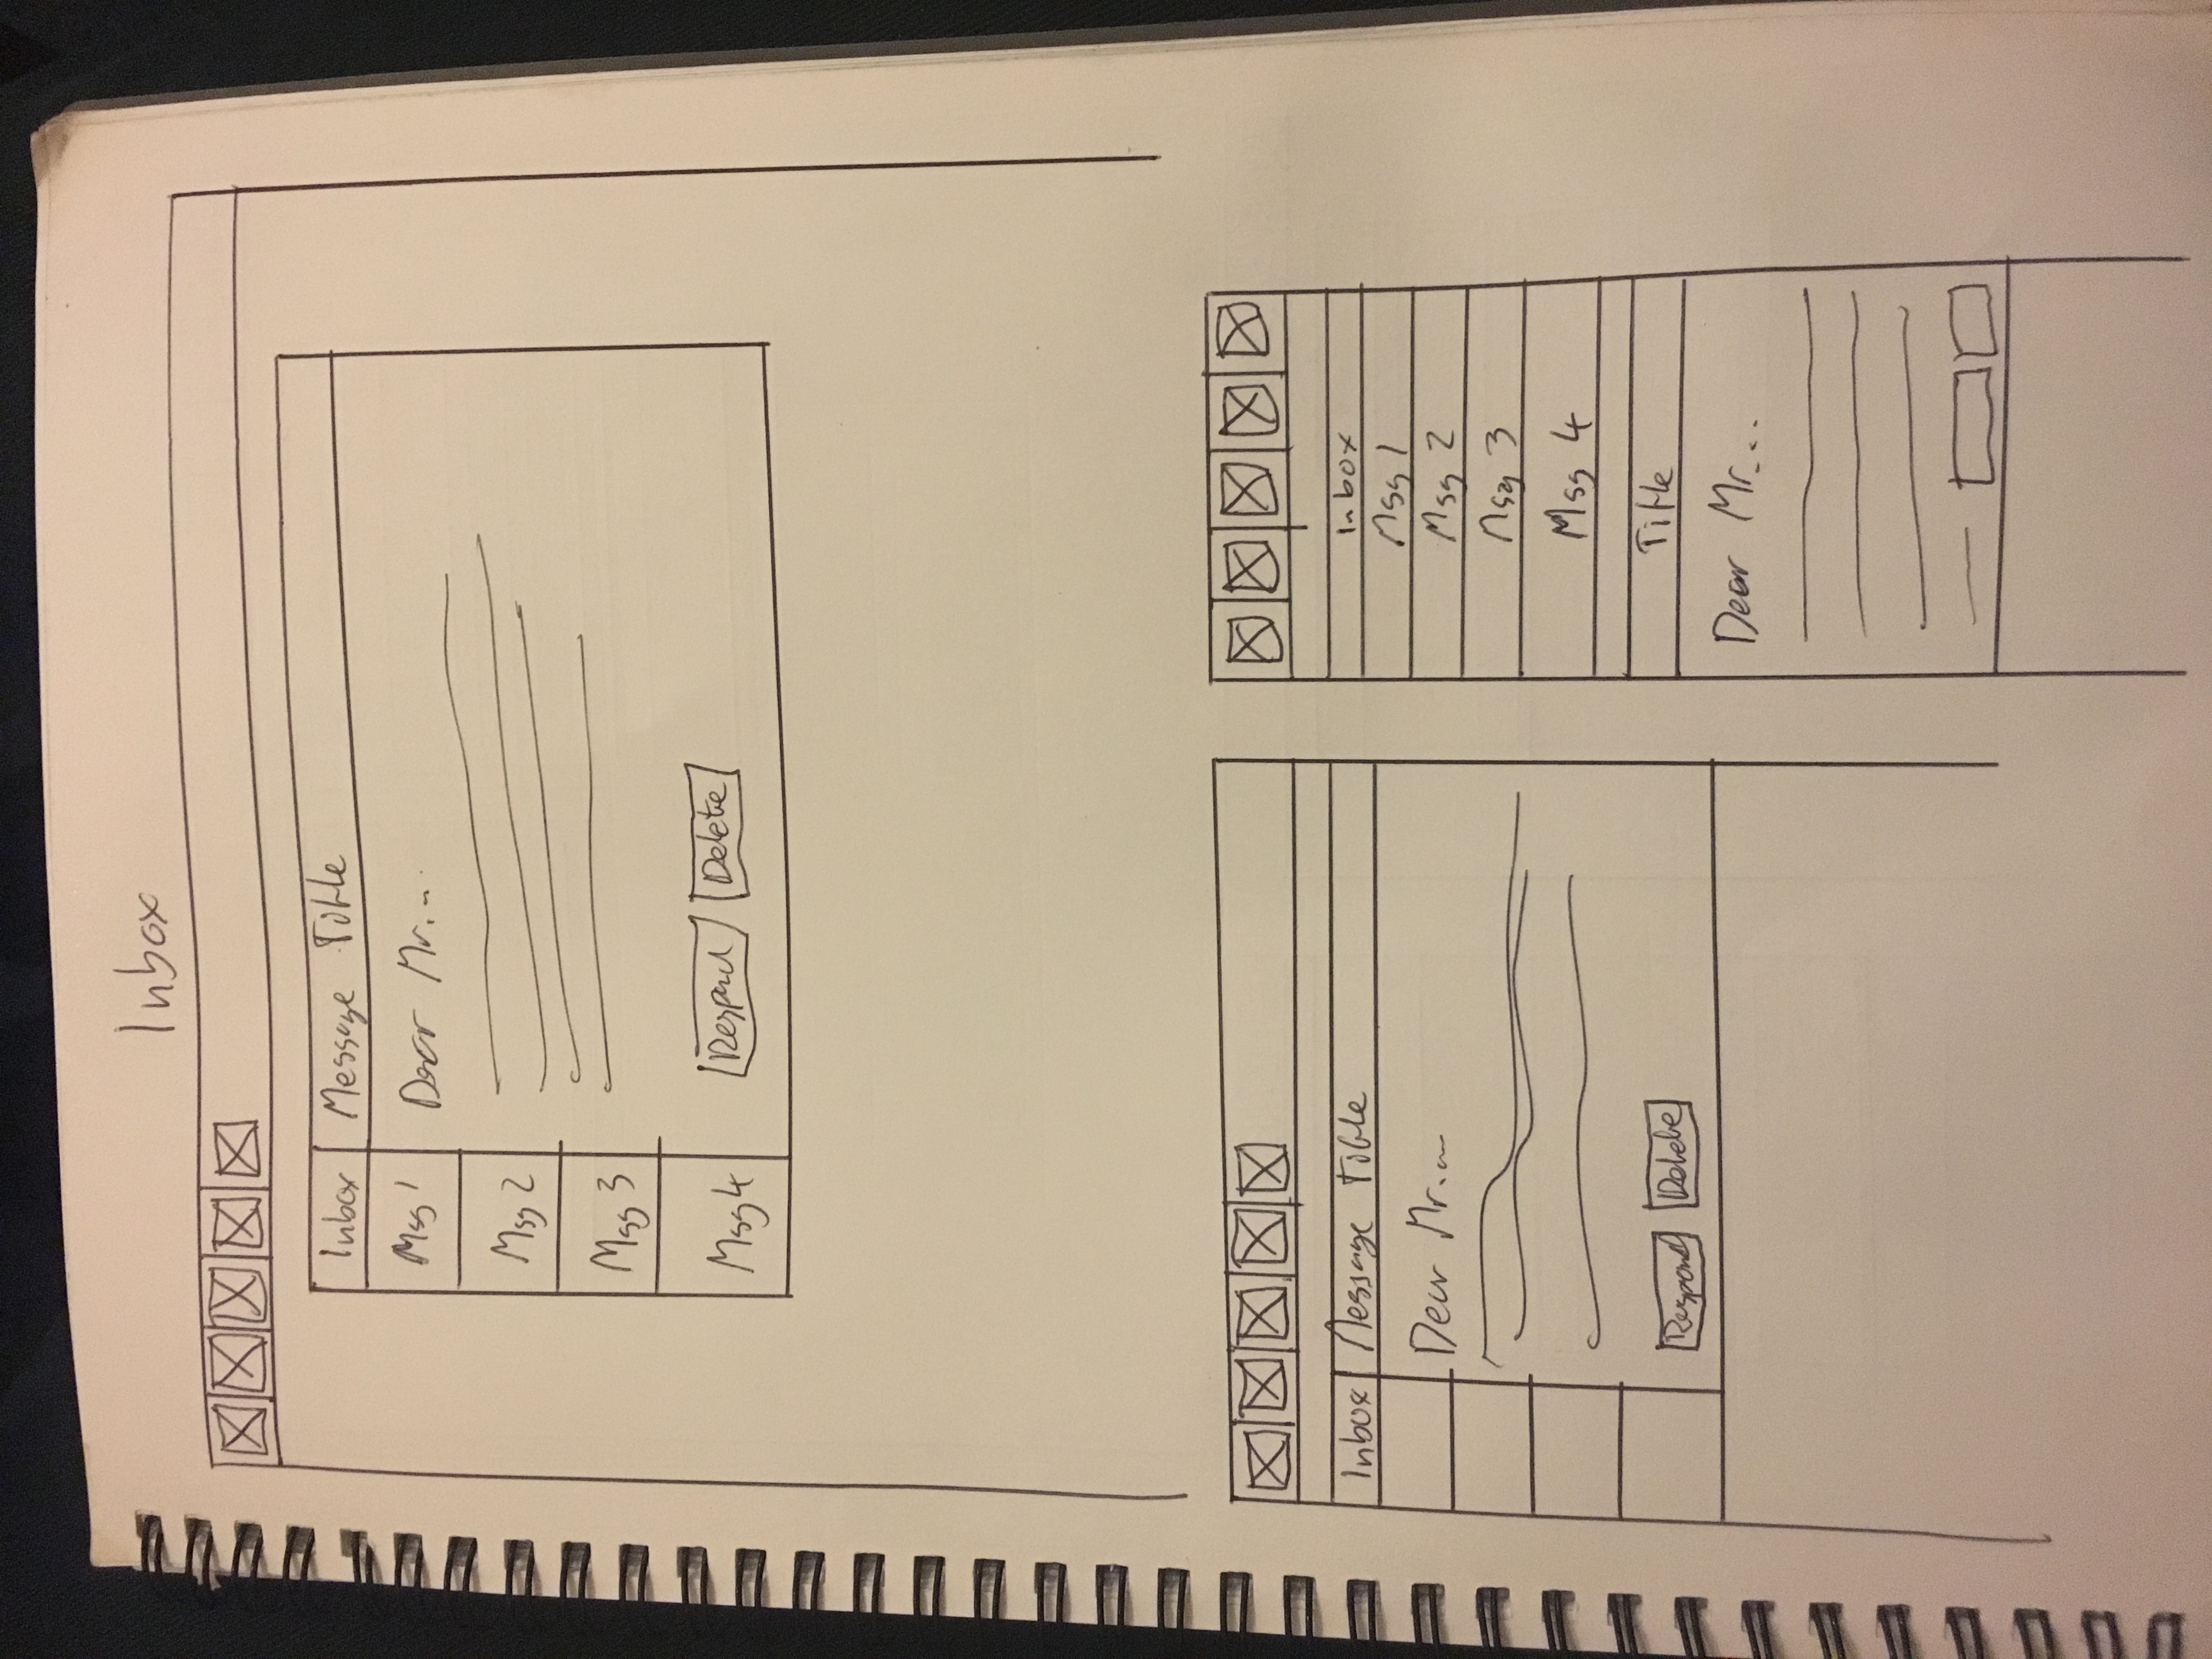 Inbox
Inbox Message Title
Msg 1 Dear Mr...
Msg 2
Msg 3
Msg 4 Respond Delete
Inbox Message Title
Dear Mr...
Respond Delete
Inbox
Msg 1
Msg 2
Msg 3
Msg 4
Title
Dear Mr...